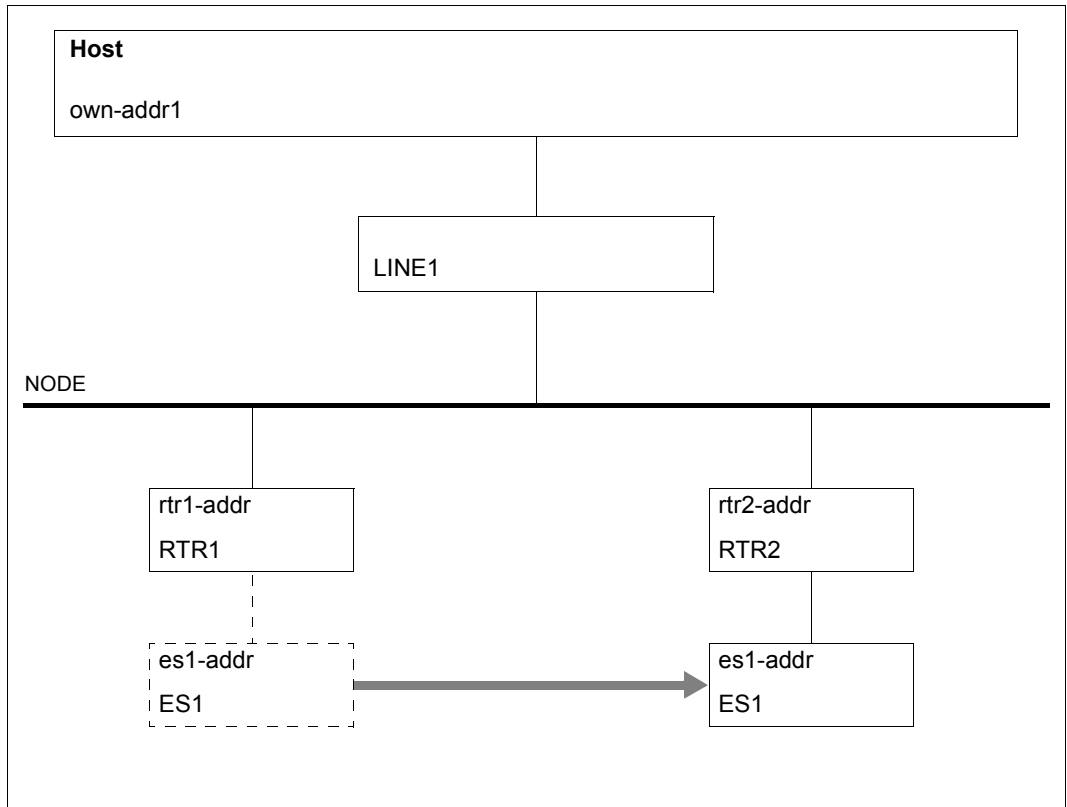 Host
own-addr1
LINE1
NODE
rtr1-addr
RTR1
rtr2-addr
RTR2
es1-addr
ES1
es1-addr
ES1